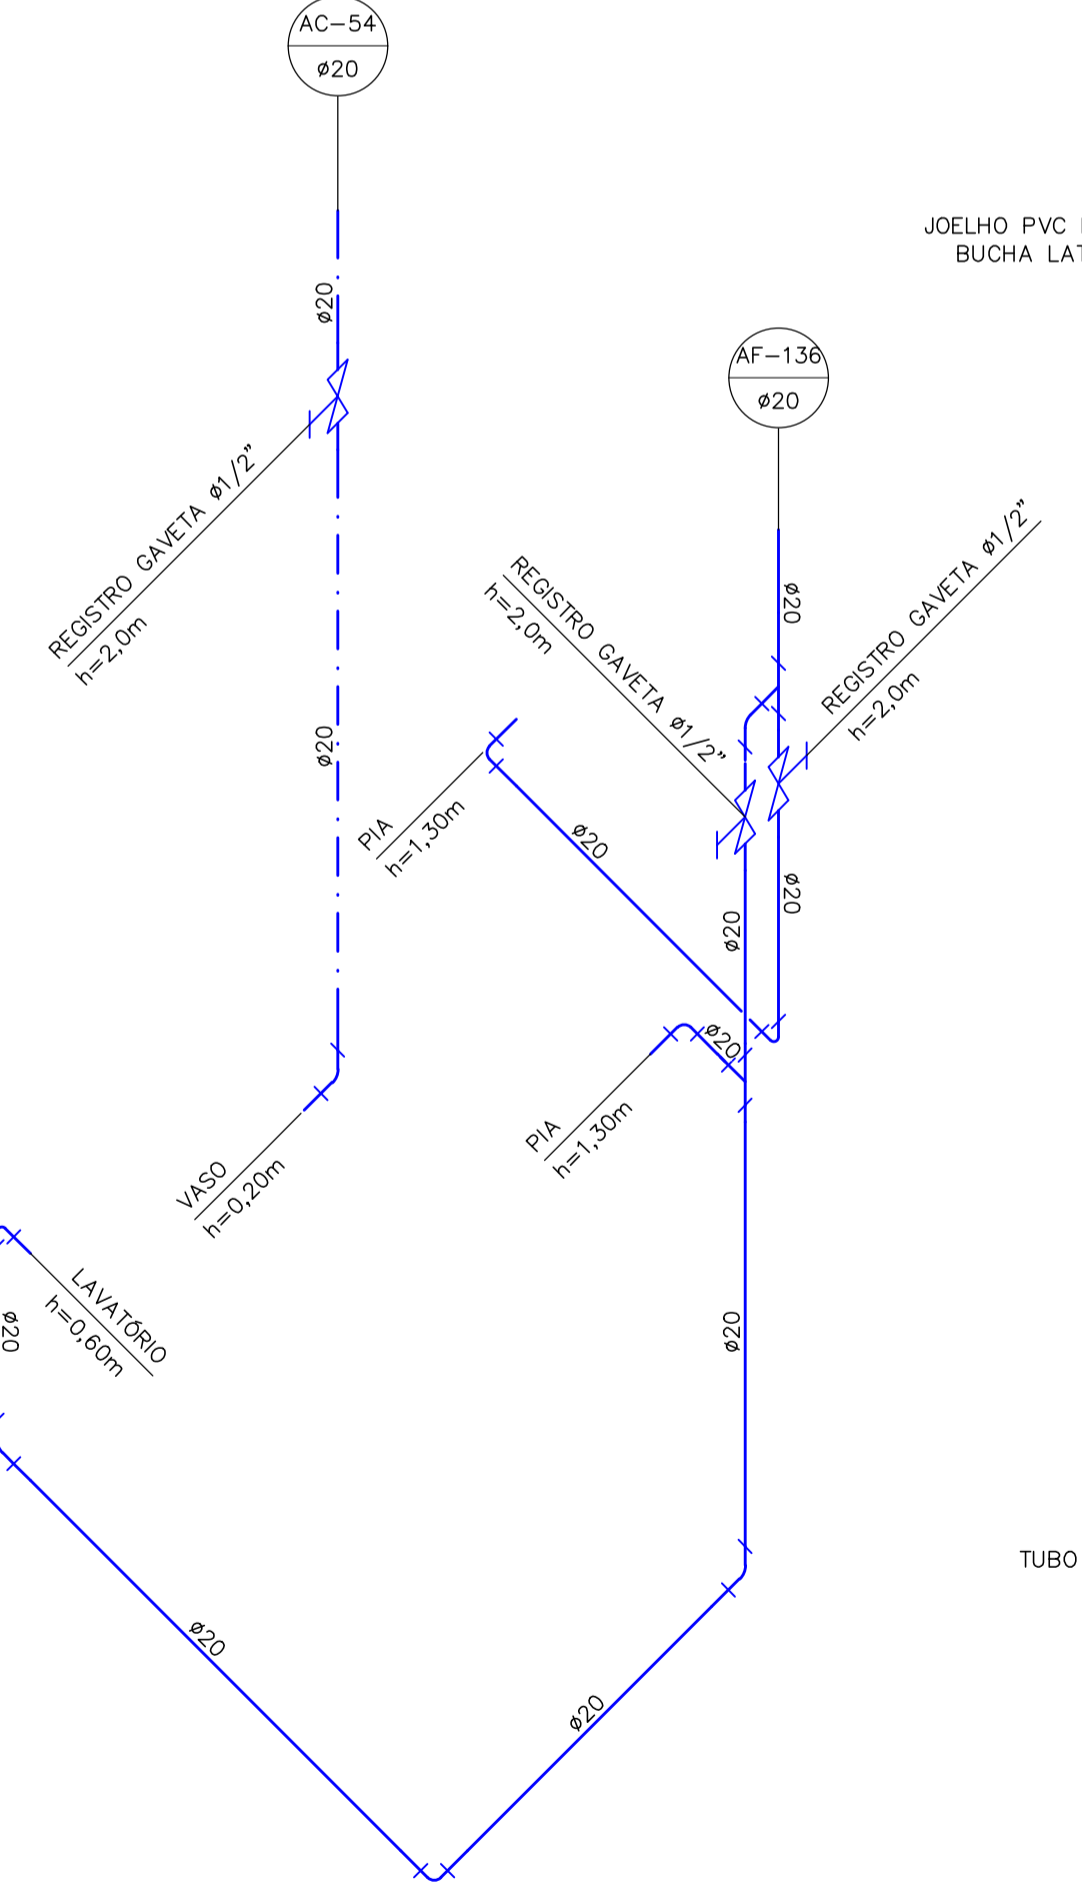 AC-54
ø20
JOELHO PVC
BUCHA LAT
ø20
AF-136
ø20
REGISTRO GAVETA ø1/2"
h=2,0m
REGISTRO GAVETA ø1/2"
h=2,0m
ø20
REGISTRO GAVETA ø1/2"
h=2,0m
ø20
PIA
h=1,30m
ø20
ø20
ø20
ø20
PIA
h=1,30m
VASO
h=0,20m
LAVATÓRIO
h=0,60m
ø20
ø20
ø20
ø20
TUBO